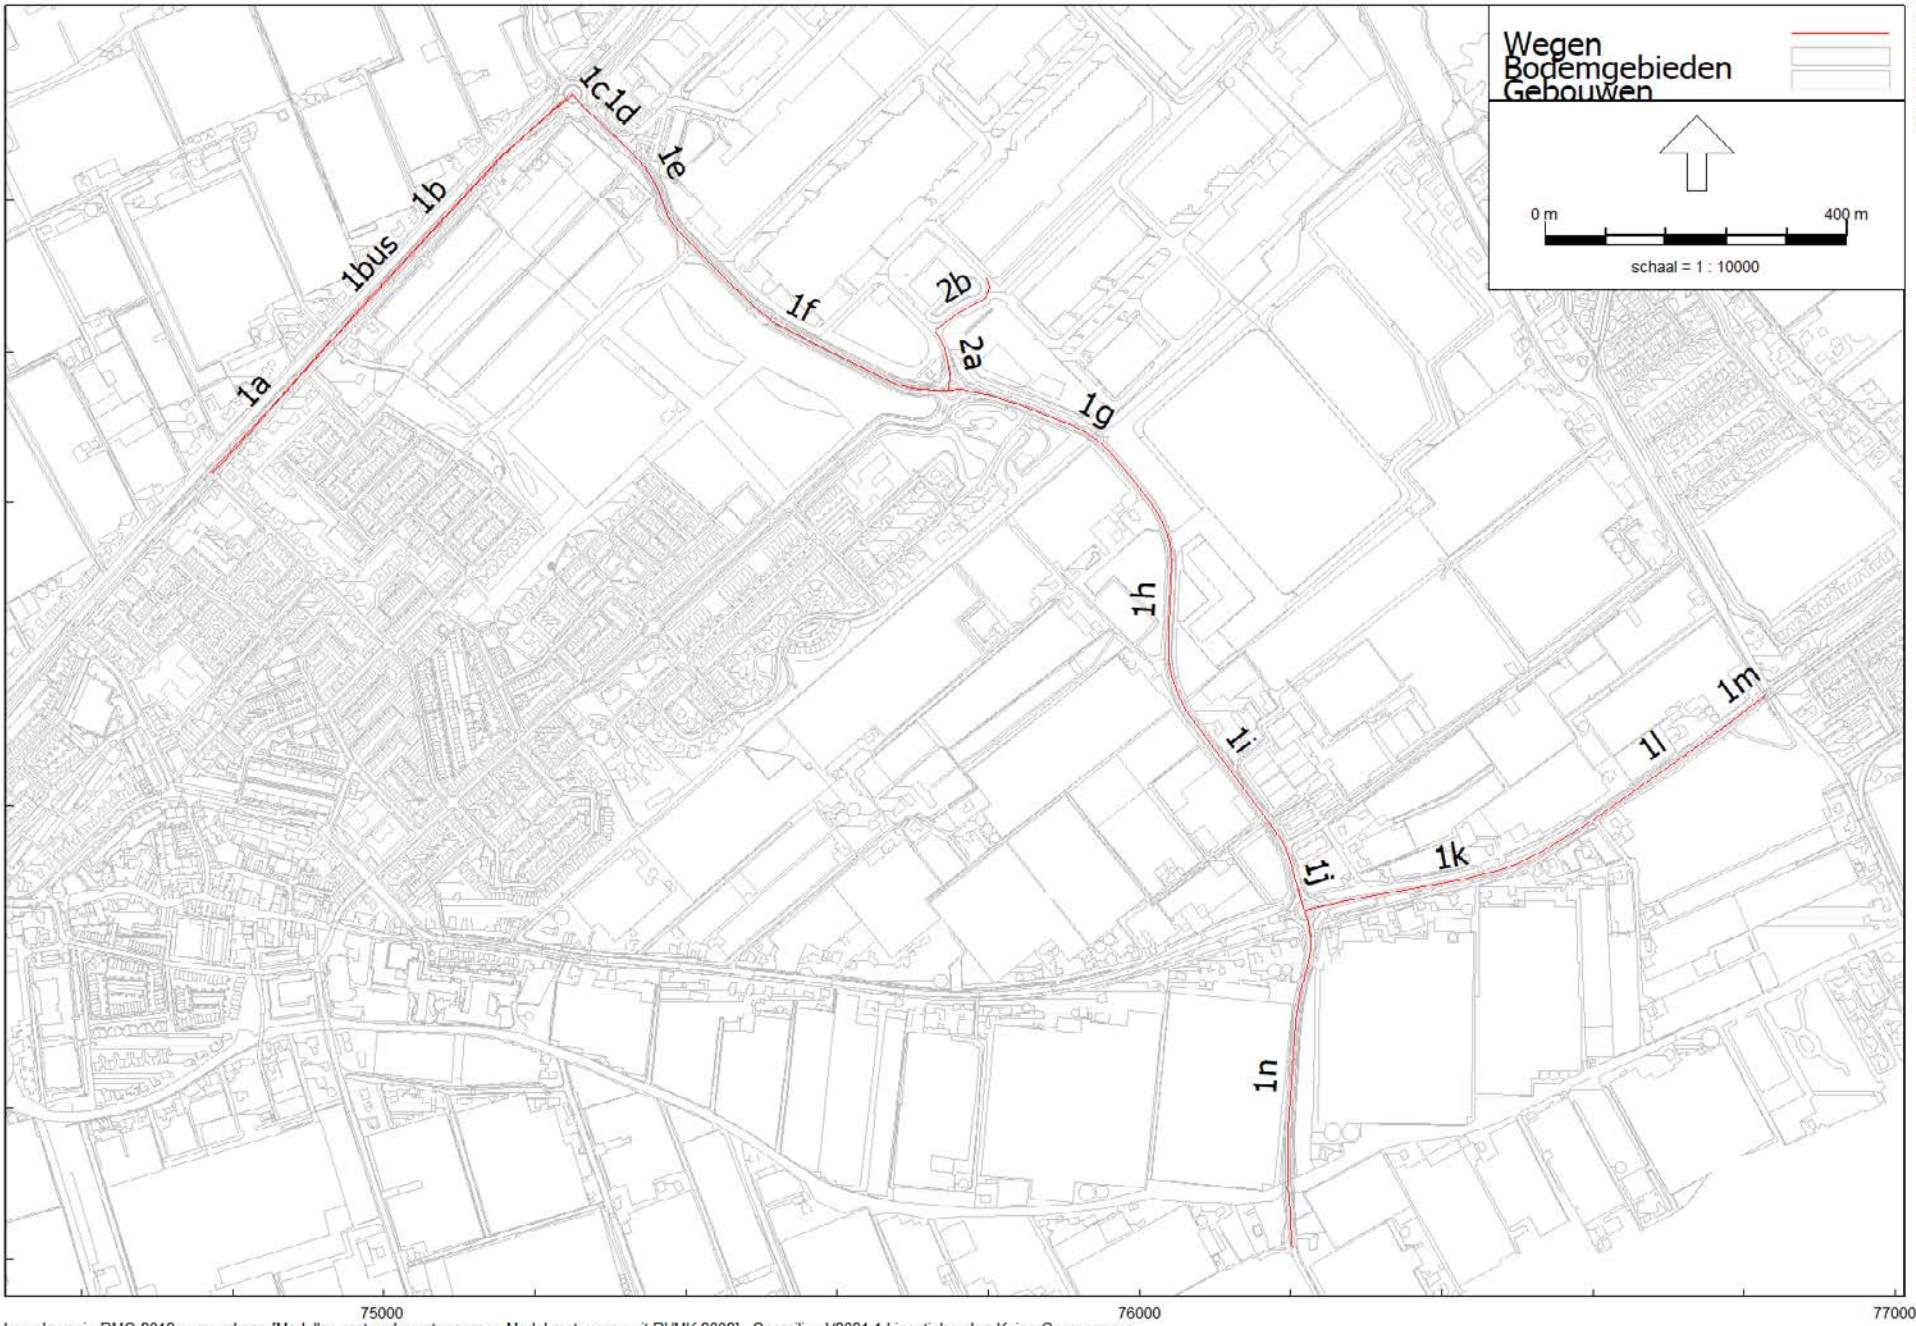 Wegen
Bodemgebieden
Gebouwen
0 m 400 m
schaal = 1 : 10000
1c1d
1e
1b
1bus
1a
1f
2b
2a
1g
1h
1i
1m
1l
1k
1j
1n
75000 76000 77000